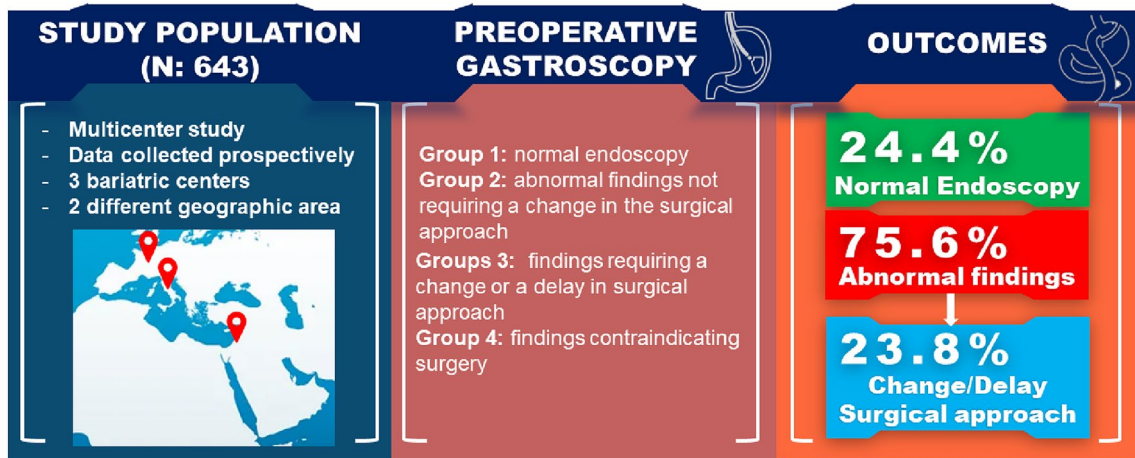 STUDY POPULATION
(N: 643)
- Multicenter study
- Data collected prospectively
- 3 bariatric centers
- 2 different geographic area
PREOPERATIVE
GASTROSCOPY
Group 1: normal endoscopy
Group 2: abnormal findings not
requiring a change in the surgical
approach
Groups 3: findings requiring a
change or a delay in surgical
approach
Group 4: findings contraindicating
surgery
OUTCOMES
24.4%
Normal Endoscopy
75.6%
Abnormal findings
23.8%
Change/Delay
Surgical approach